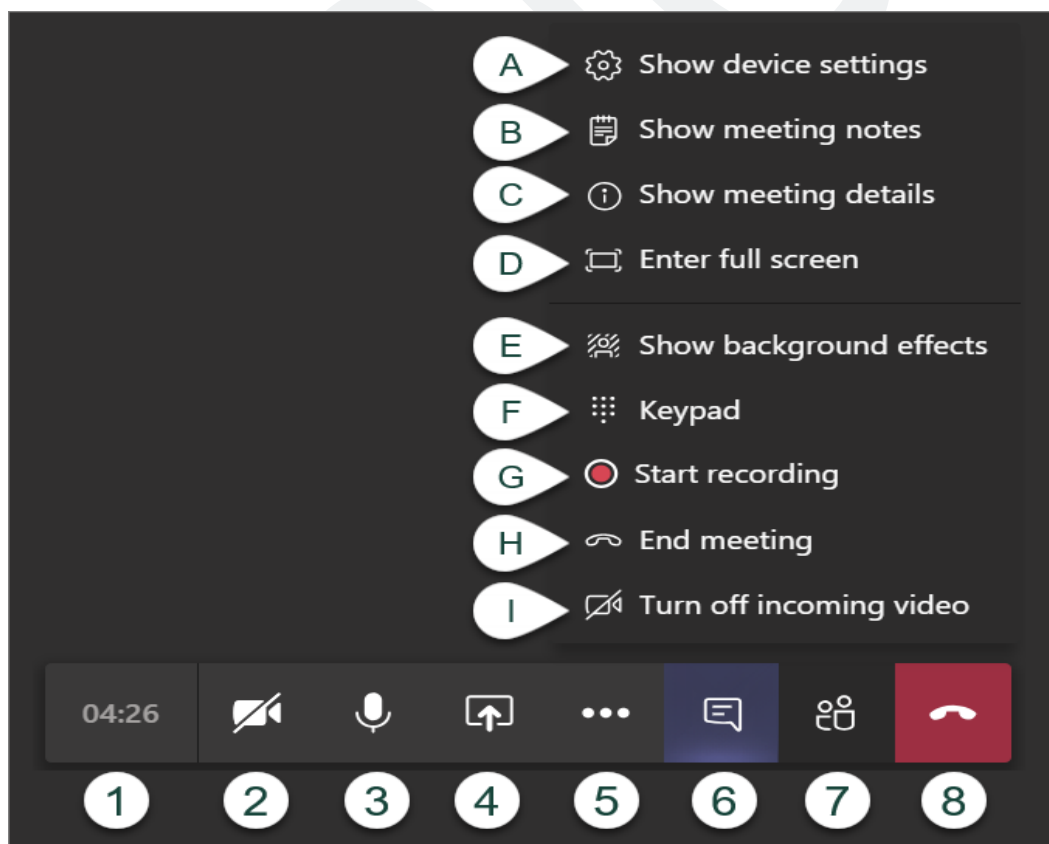 A Show device settings
B Show meeting notes
C Show meeting details
D Enter full screen
E Show background effects
F Keypad
G Start recording
H End meeting
I Turn off incoming video
04:26
1 2 3 4 5 6 7 8